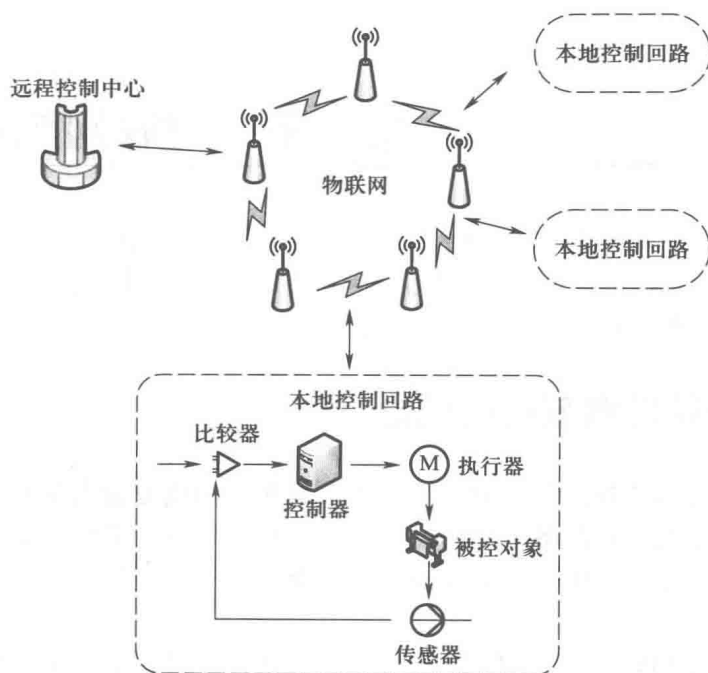 本地控制回路
远程控制中心
物联网
本地控制回路
本地控制回路
比较器
M
执行器
控制器
被控对象
传感器